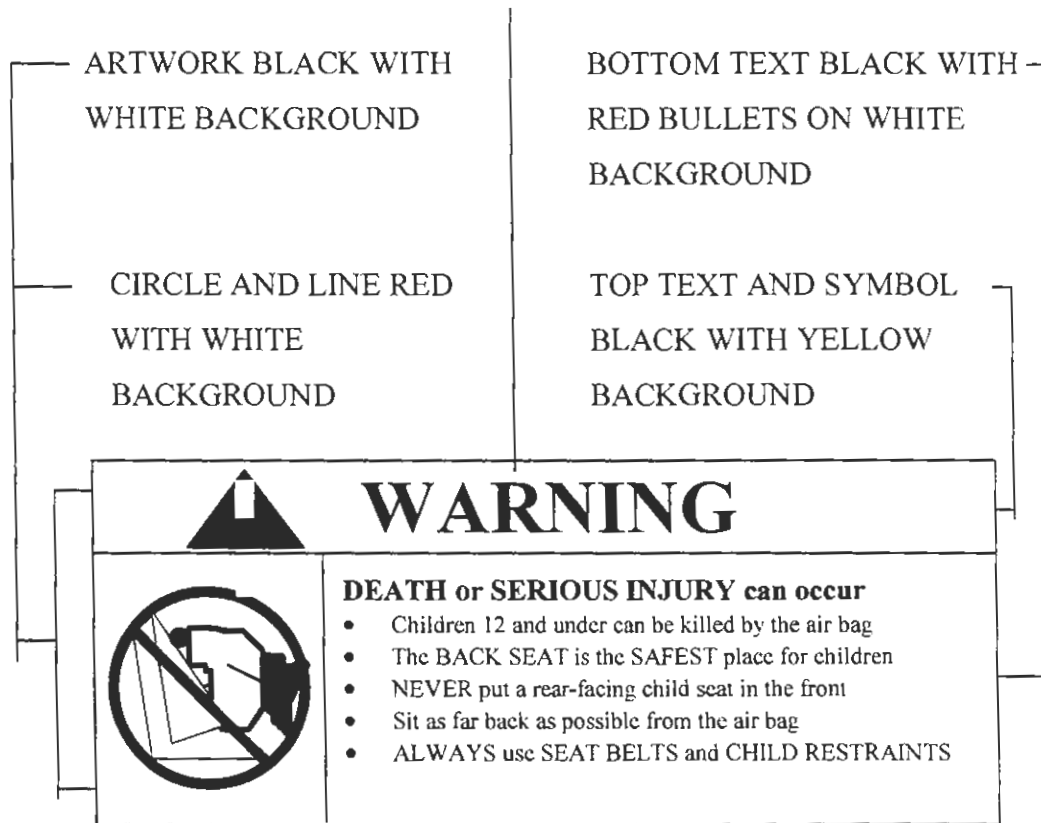 ARTWORK BLACK WITH
WHITE BACKGROUND
BOTTOM TEXT BLACK WITH
RED BULLETS ON WHITE
BACKGROUND
CIRCLE AND LINE RED
WITH WHITE
BACKGROUND
TOP TEXT AND SYMBOL
BLACK WITH YELLOW
BACKGROUND
WARNING
DEATH or SERIOUS INJURY can occur
• Children 12 and under can be killed by the air bag
• The BACK SEAT is the SAFEST place for children
• NEVER put a rear-facing child seat in the front
• Sit as far back as possible from the air bag
• ALWAYS use SEAT BELTS and CHILD RESTRAINTS